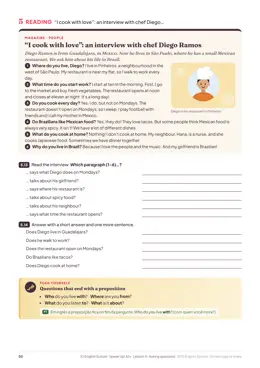 5 READING "I cook with love": an interview with chef Diego…
MAGAZINE · PEOPLE
"I cook with love": an interview with chef Diego Ramos
Diego Ramos is from Guadalajara, in Mexico. Now he lives in São Paulo, where he has a small Mexican
restaurant. We ask him about his life in Brazil.
1 Where do you live, Diego? I live in Pinheiros, a neighbourhood in the
west of São Paulo. My restaurant is near my flat, so I walk to work every
day.
2 What time do you start work? I start at ten in the morning. First, I go
to the market and buy fresh vegetables. The restaurant opens at noon
and closes at eleven at night. It's a long day!
3 Do you cook every day? Yes, I do, but not on Mondays. The
restaurant doesn't open on Mondays, so I play football with
friends and I call my mother in Mexico.
4 Do Brazilians like Mexican food? Yes, they do! They love tacos. But some people think Mexican food is
always very spicy. It isn't! We have a lot of different dishes.
5 What do you cook at home? Nothing! I don't cook at home. My neighbour, Hana, is a nurse, and she
cooks Japanese food. Sometimes we have dinner together.
6 Why do you live in Brazil? Because I love the people and the music. And my girlfriend is Brazilian!
Diego in his restaurant in Pinheiros
5.13 Read the interview. Which paragraph (1–6)…?
… says what Diego does on Mondays?
… talks about his girlfriend?
… says where his restaurant is?
… talks about spicy food?
… talks about his neighbour?
… says what time the restaurant opens?
5.14 Answer with a short answer and one more sentence.
Does Diego live in Guadalajara?
Does he walk to work?
Does the restaurant open on Monday?
Do Brazilians like tacos?
Does Diego cook at home?
PUSH YOURSELF
Questions that end with a preposition
• Who do you live with? Where are you from?
• What do you listen to? What is it about?
Em inglês a preposição fica no fim da pergunta: Who do you live with? (com quem você mora?)